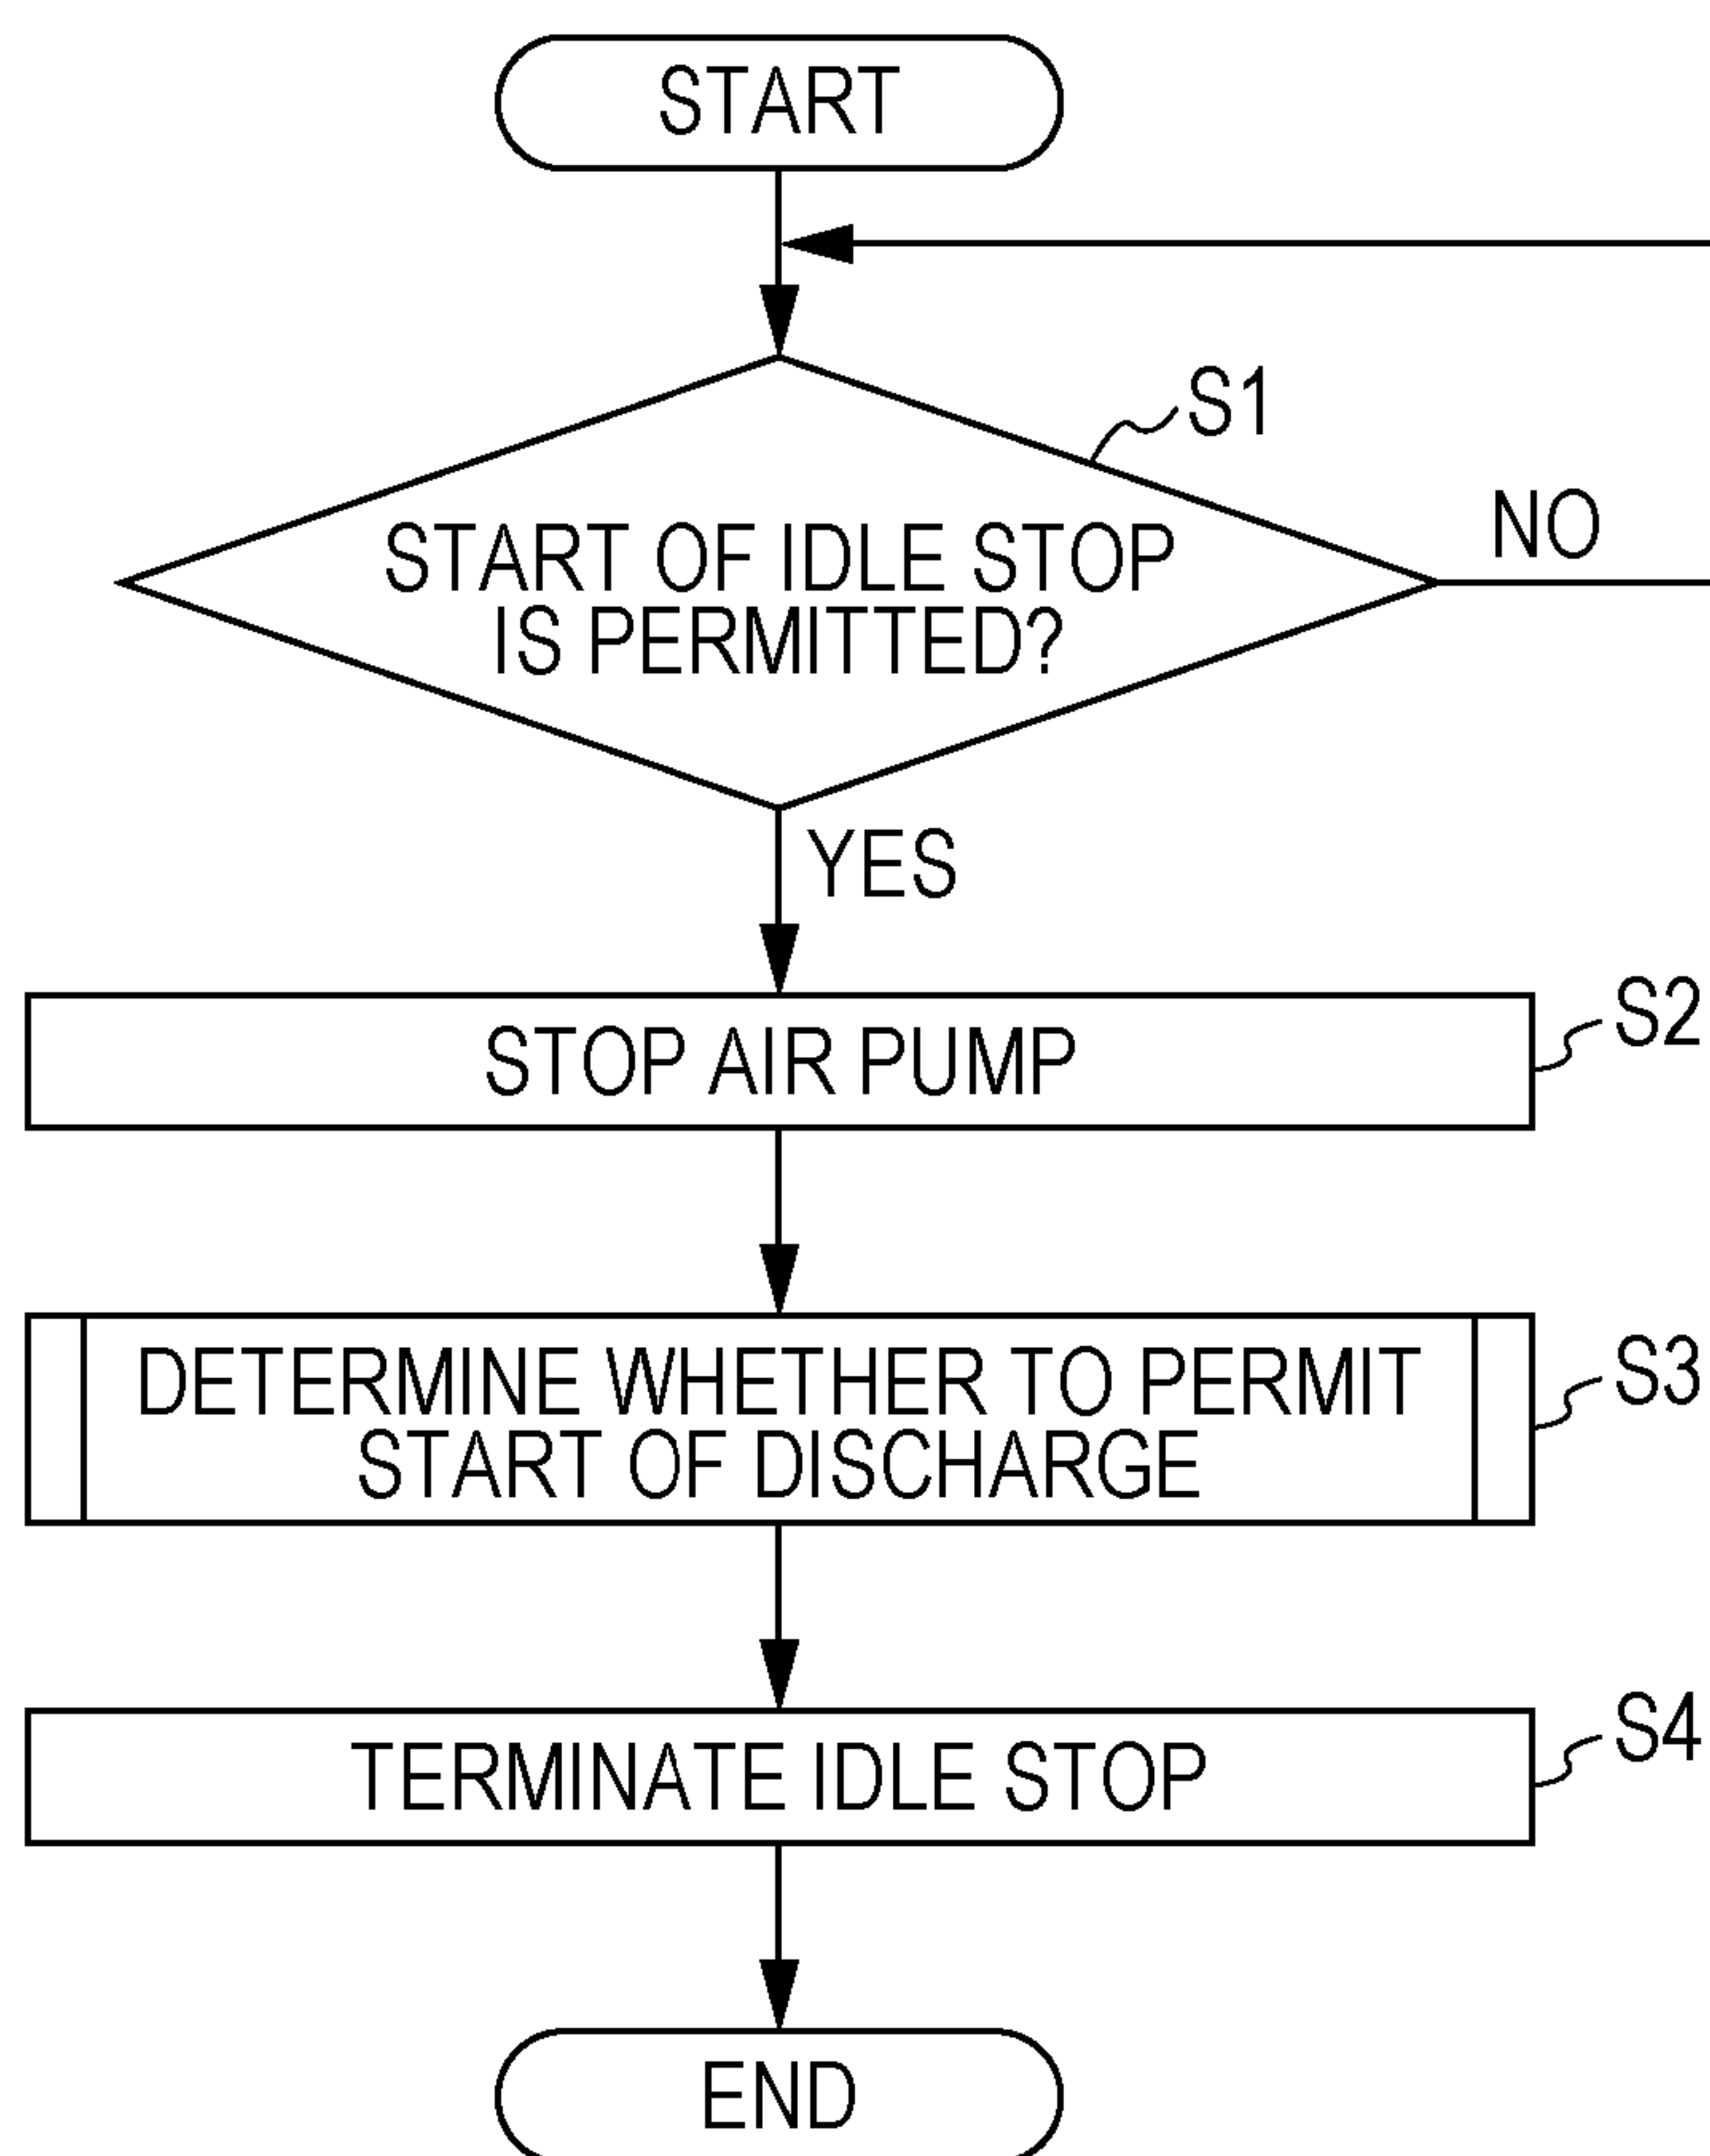 START
S1
START OF IDLE STOP
IS PERMITTED?
NO
YES
STOP AIR PUMP
S2
DETERMINE WHETHER TO PERMIT
START OF DISCHARGE
S3
TERMINATE IDLE STOP
S4
END